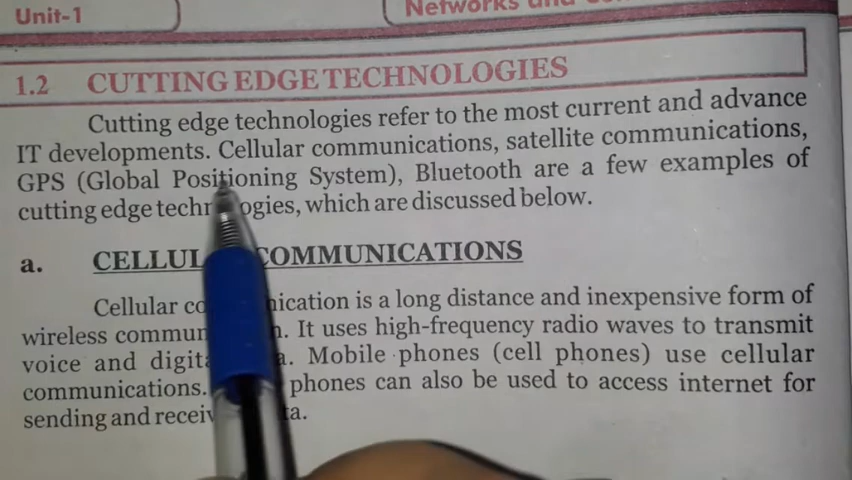 Unit-1
Networks and
1.2 CUTTING EDGE TECHNOLOGIES
Cutting edge technologies refer to the most current and advance
IT developments. Cellular communications, satellite communications,
GPS (Global Positioning System), Bluetooth are a few examples of
cutting edge technologies, which are discussed below.
a. CELLUL COMMUNICATIONS
Cellular co nication is a long distance and inexpensive form of
wireless commun n. It uses high-frequency radio waves to transmit
voice and digit a. Mobile phones (cell phones) use cellular
communications. phones can also be used to access internet for
sending and receiv ta.